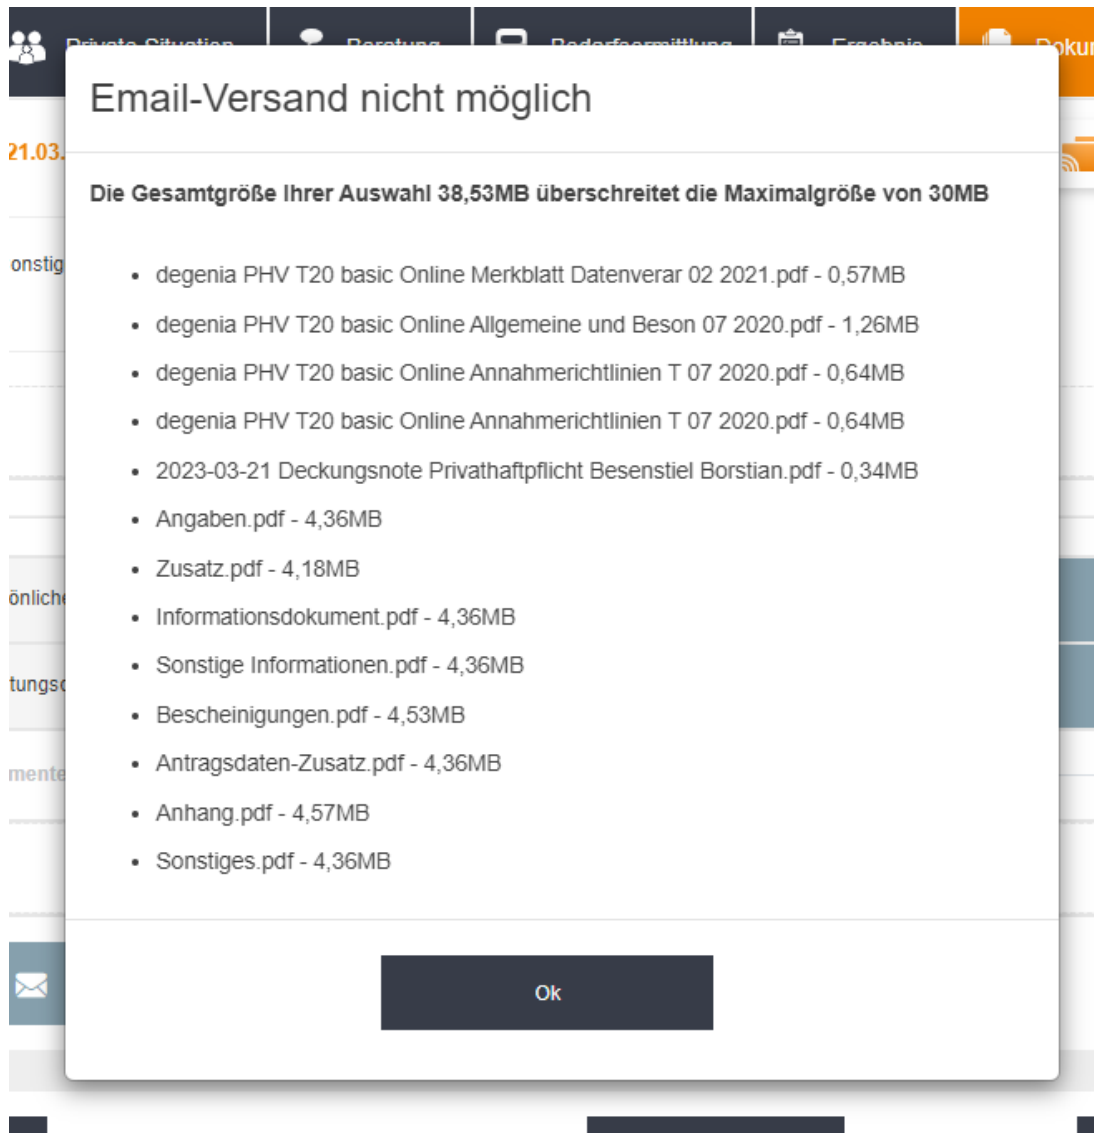 Email-Versand nicht möglich
21.03.
Die Gesamtgröße Ihrer Auswahl 38,53MB überschreitet die Maximalgröße von 30MB
degenia PHV T20 basic Online Merkblatt Datenverar 02 2021.pdf - 0,57MB
degenia PHV T20 basic Online Allgemeine und Beson 07 2020.pdf - 1,26MB
degenia PHV T20 basic Online Annahmerichtlinien T 07 2020.pdf - 0,64MB
degenia PHV T20 basic Online Annahmerichtlinien T 07 2020.pdf - 0,64MB
2023-03-21 Deckungsnote Privathaftpflicht Besenstiel Borstian.pdf - 0,34MB
Angaben.pdf - 4,36MB
Zusatz.pdf - 4,18MB
Informationsdokument.pdf - 4,36MB
Sonstige Informationen.pdf - 4,36MB
Bescheinigungen.pdf - 4,53MB
Antragsdaten-Zusatz.pdf - 4,36MB
Anhang.pdf - 4,57MB
Sonstiges.pdf - 4,36MB
Ok